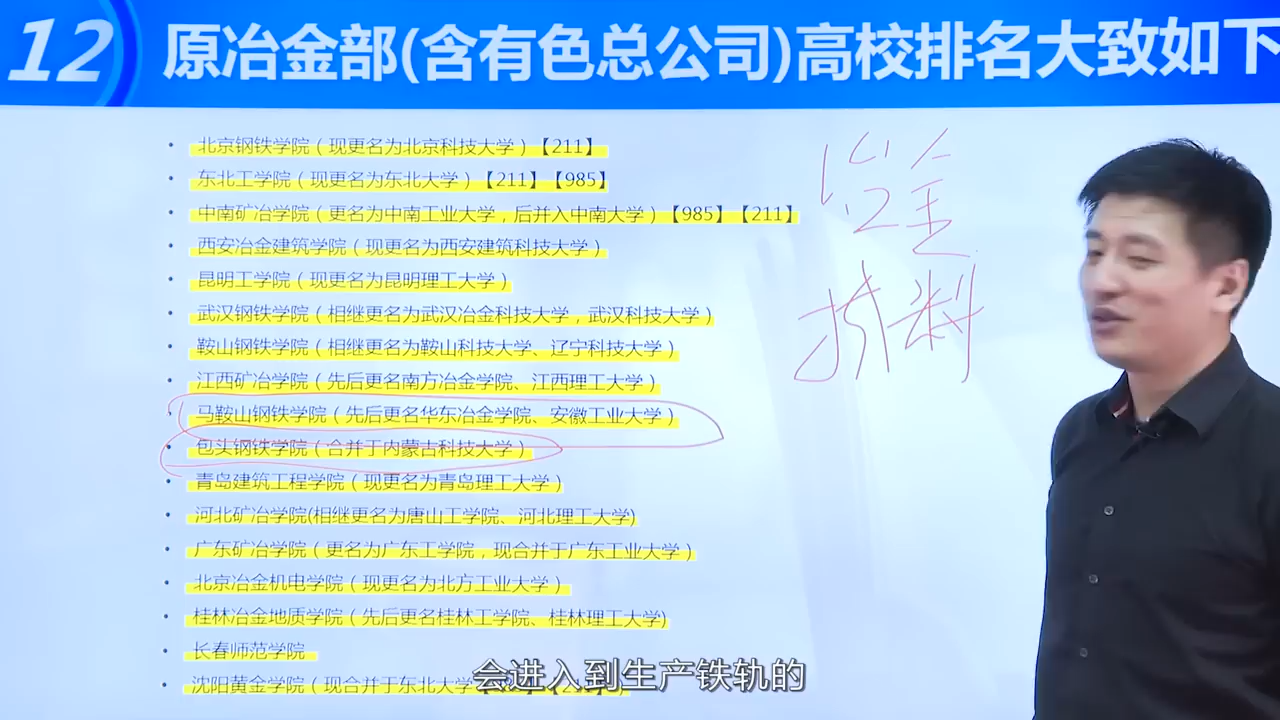 12
原冶金部(含有色总公司)高校排名大致如下
• 北京钢铁学院（现更名为北京科技大学）【211】
• 东北工学院（现更名为东北大学）【211】【985】
• 中南矿冶学院（更名为中南工业大学，后并入中南大学）【985】【211】
• 西安冶金建筑学院（现更名为西安建筑科技大学）
• 昆明工学院（现更名为昆明理工大学）
• 武汉钢铁学院（相继更名为武汉冶金科技大学，武汉科技大学）
• 鞍山钢铁学院（相继更名为鞍山科技大学、辽宁科技大学）
• 江西矿冶学院（先后更名南方冶金学院、江西理工大学）
• 马鞍山钢铁学院（先后更名华东冶金学院、安徽工业大学）
• 包头钢铁学院（合并于内蒙古科技大学）
• 青岛建筑工程学院（现更名为青岛理工大学）
• 河北矿冶学院(相继更名为唐山工学院、河北理工大学)
• 广东矿冶学院（更名为广东工学院，现合并于广东工业大学）
• 北京冶金机电学院（现更名为北方工业大学）
• 桂林冶金地质学院（先后更名桂林工学院、桂林理工大学)
• 长春师范学院
• 沈阳黄金学院（现合并于东北大学
冶金
材料
会进入到生产铁轨的